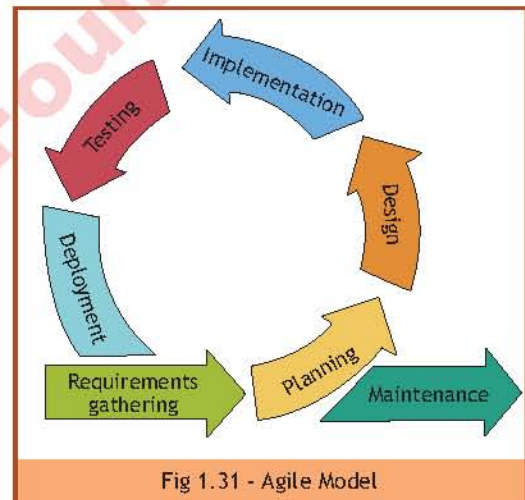 Implementation
Testing
Design
Deployment
Planning
Requirements
gathering
Maintenance
Fig 1.31 - Agile Model